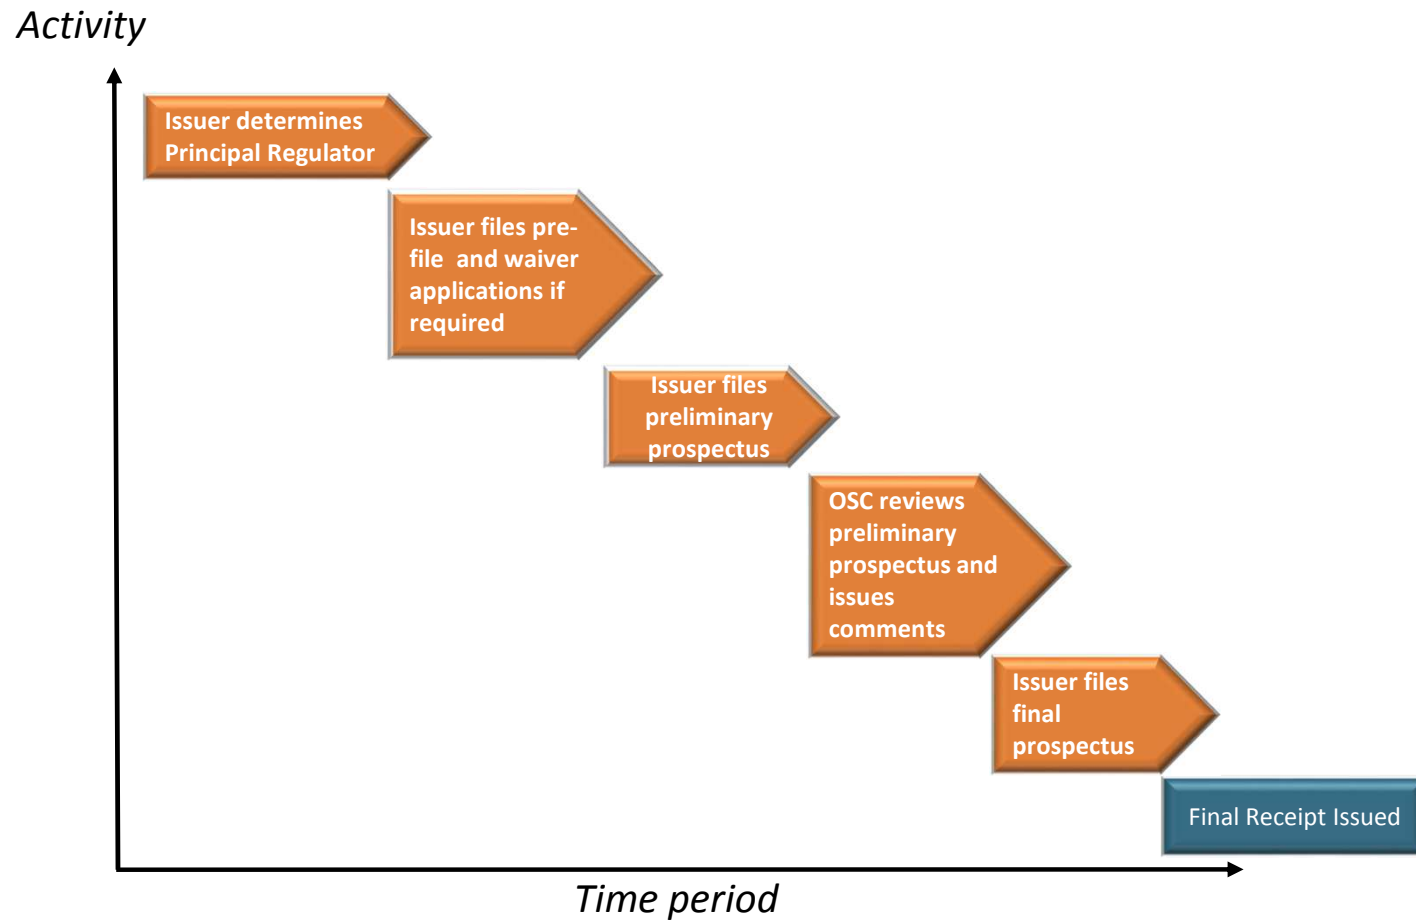 Activity
Issuer determines
Principal Regulator
Issuer files pre-
file and waiver
applications if
required
Issuer files
preliminary
prospectus
OSC reviews
preliminary
prospectus and
issues
comments
Issuer files
final
prospectus
Final Receipt Issued
Time period